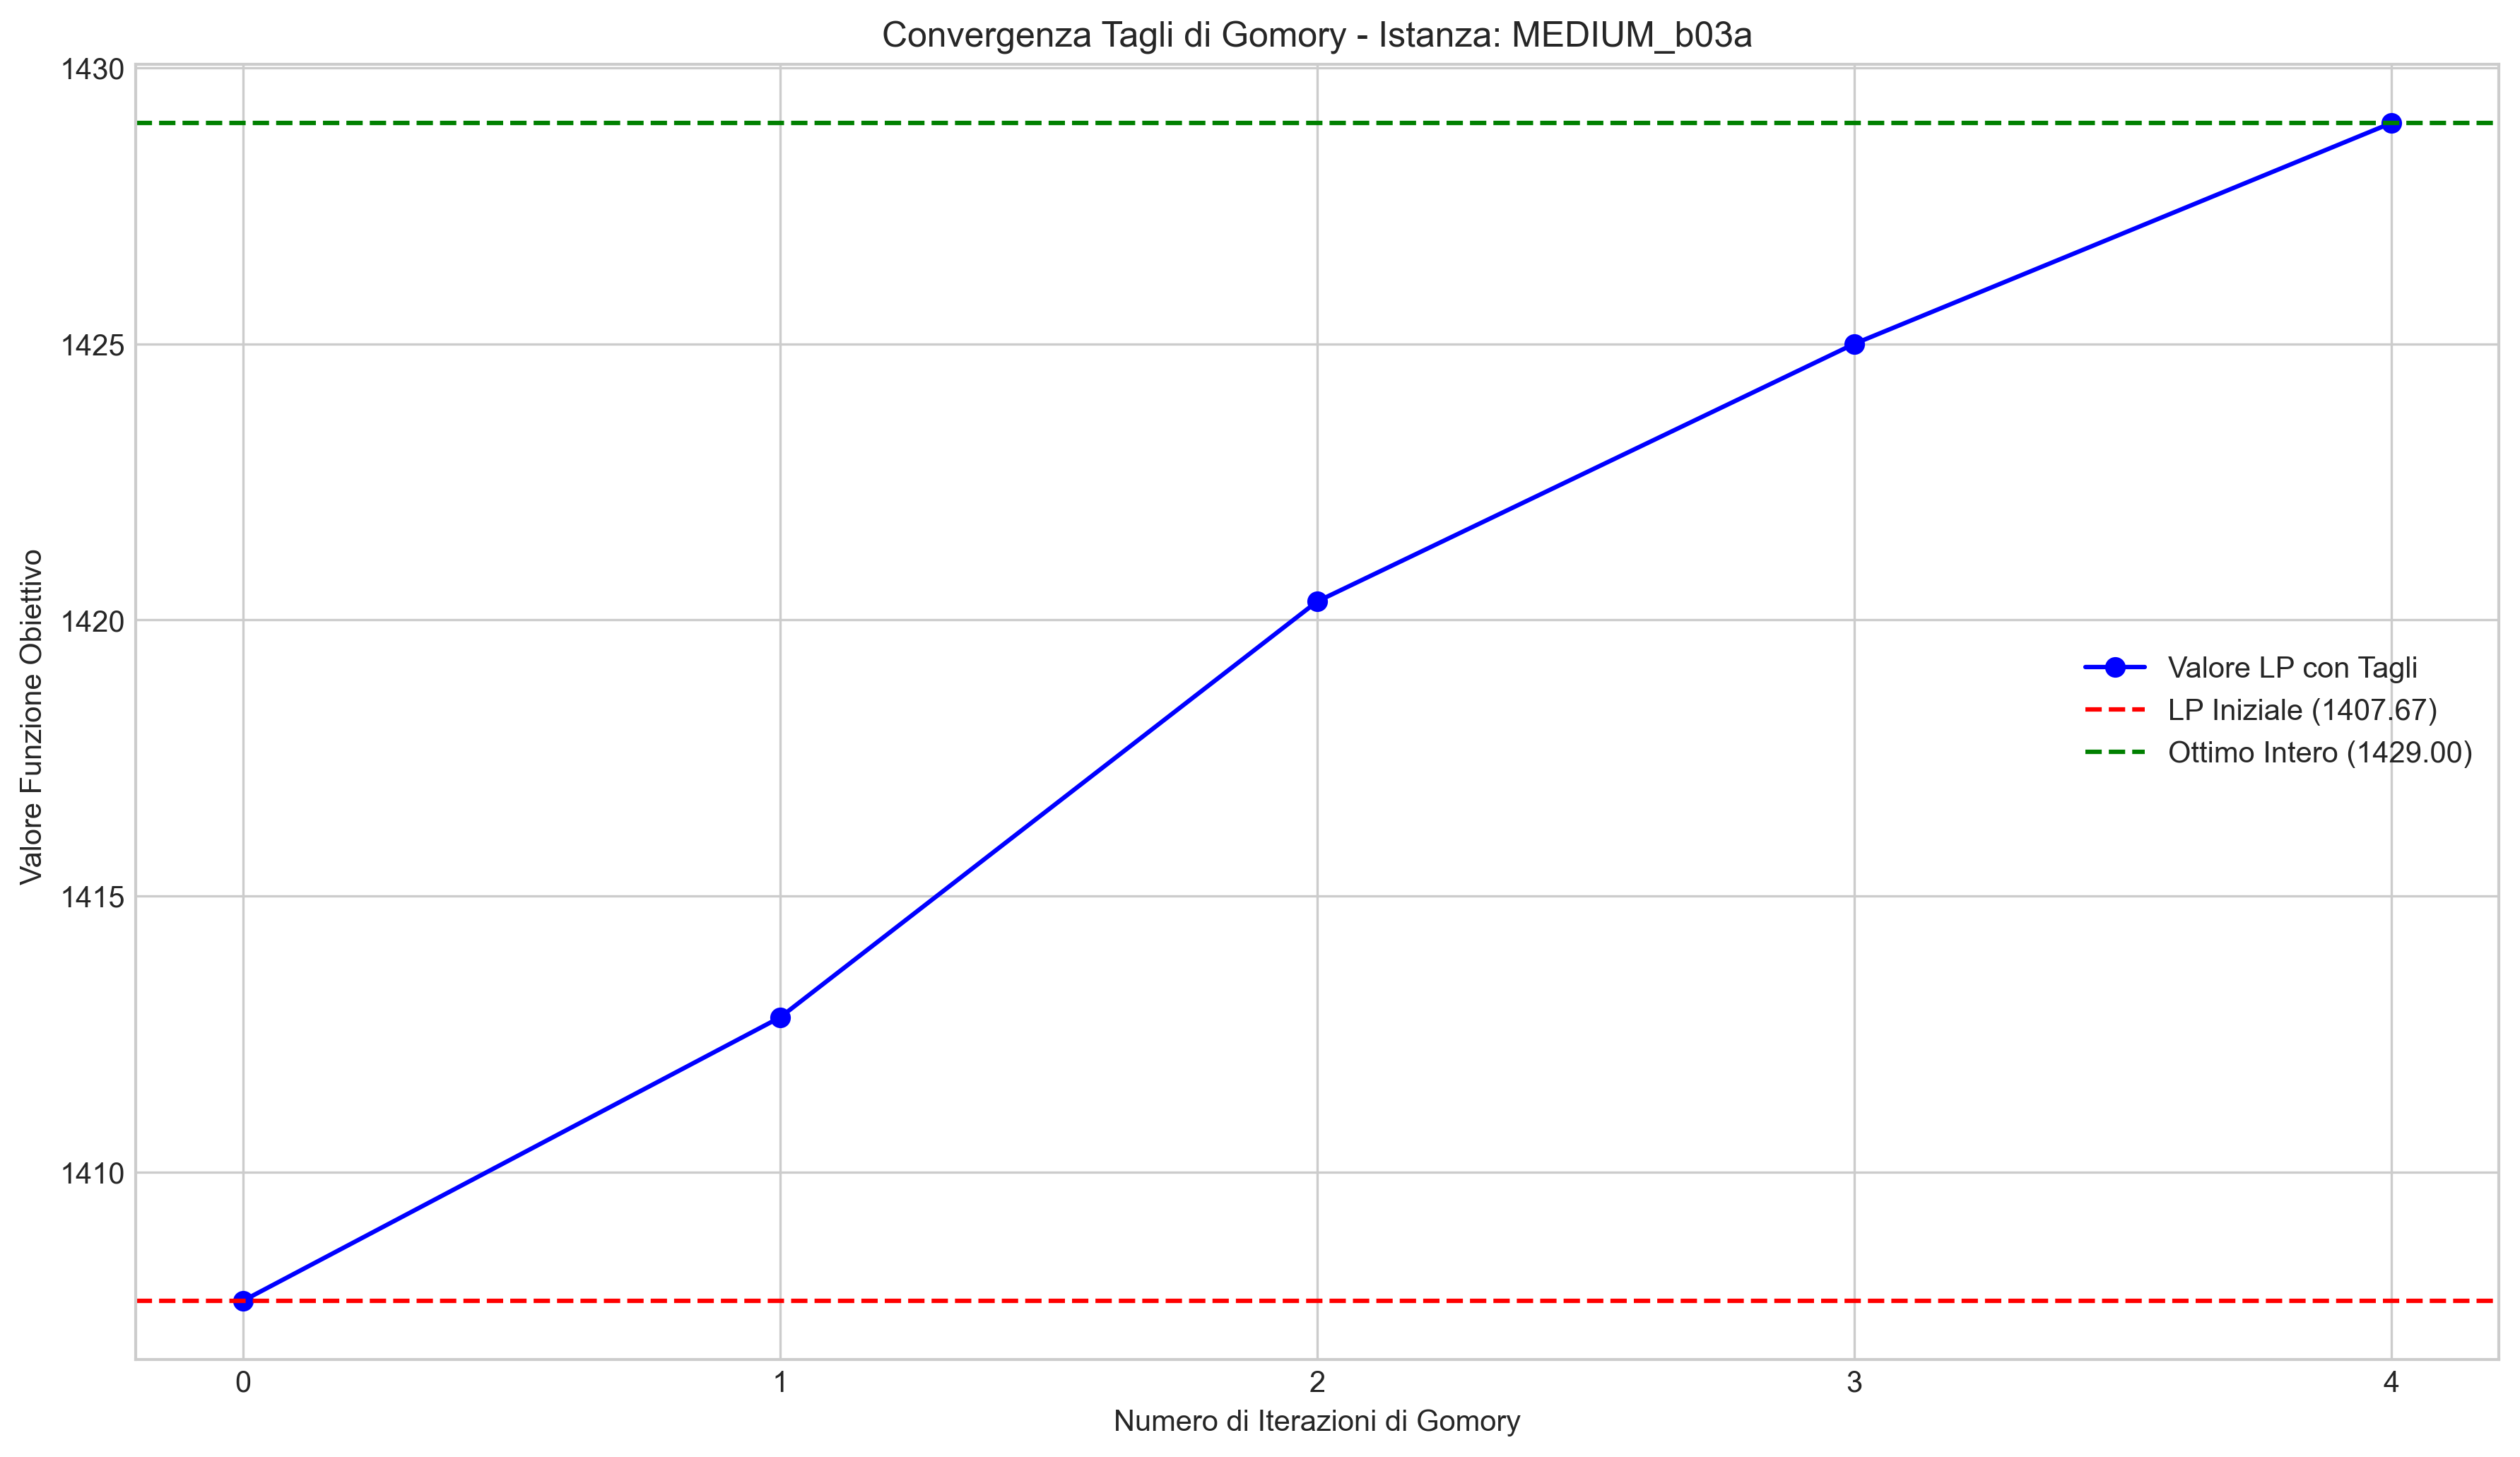 Convergenza Tagli di Gomory - Istanza: MEDIUM_b03a
1430
1425
1420
1415
1410
Valore Funzione Obiettivo
Valore LP con Tagli
LP Iniziale (1407.67)
Ottimo Intero (1429.00)
0 1 2 3 4
Numero di Iterazioni di Gomory